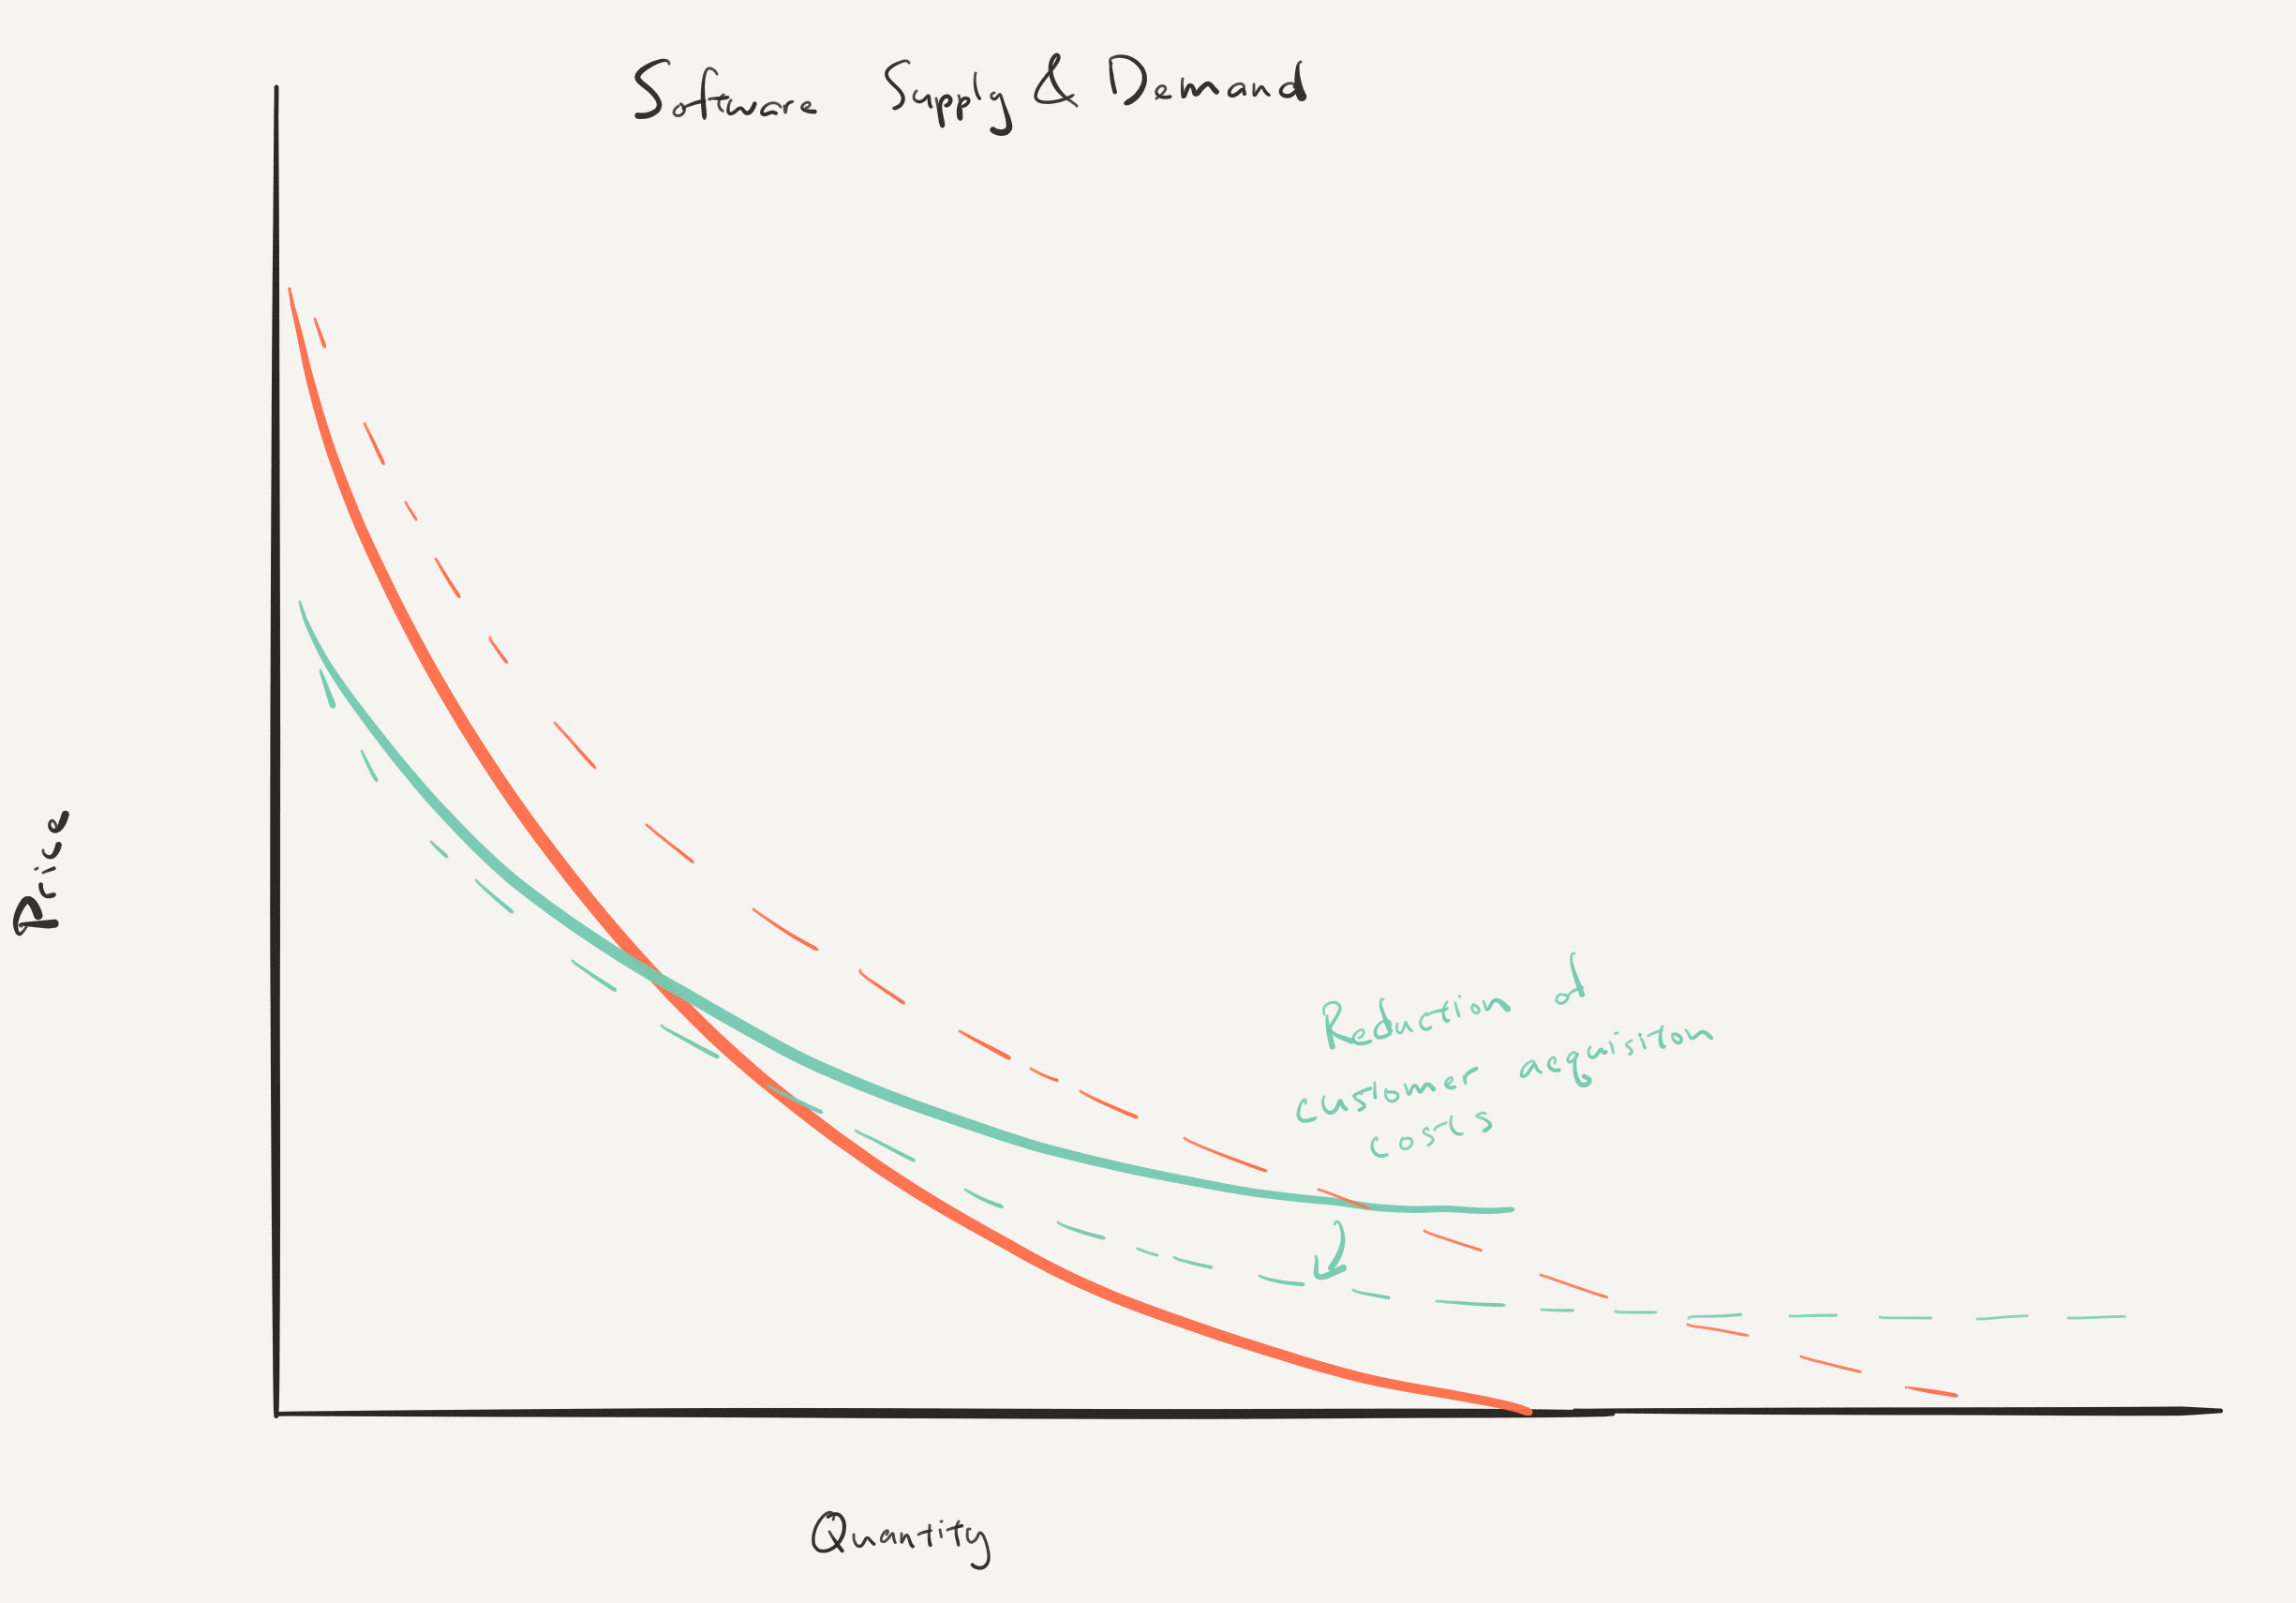 Software Supply & Demand
Price
Reduction of
customer acquisiton
costs
Quantity